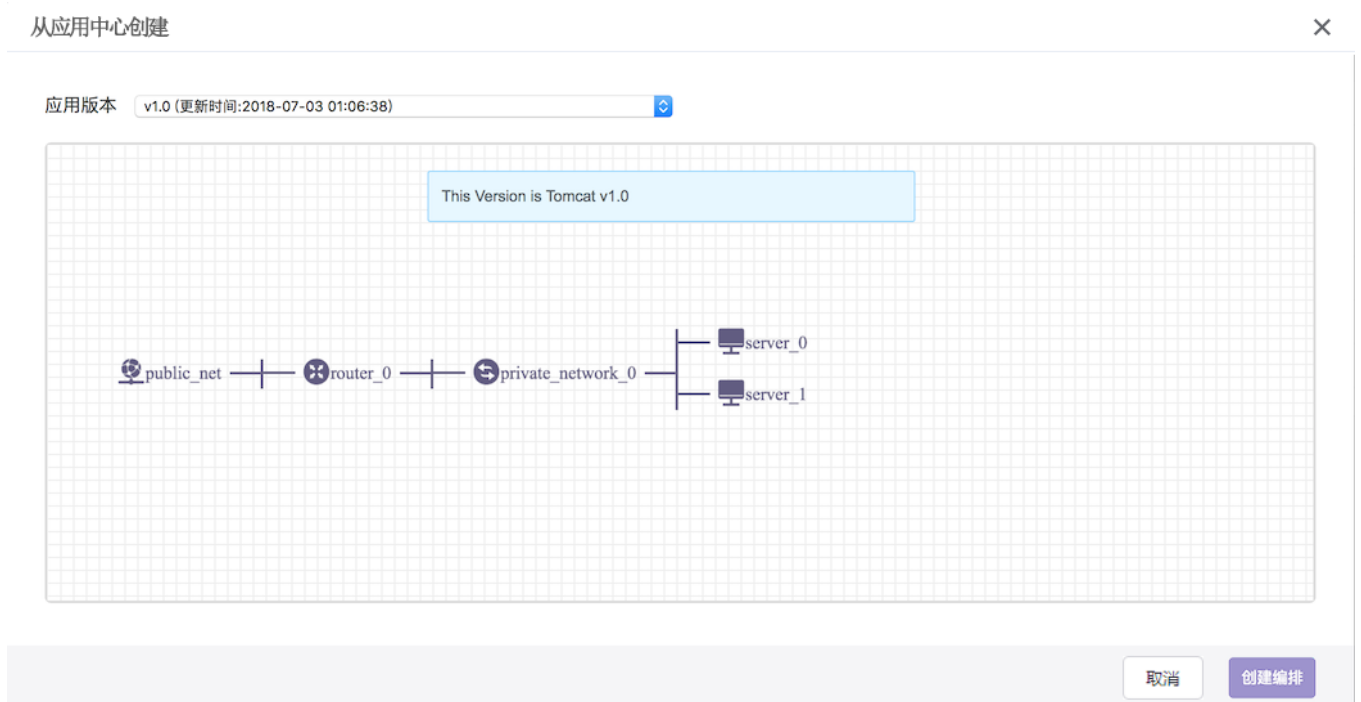 从应用中心创建
应用版本 v1.0 (更新时间:2018-07-03 01:06:38)
This Version is Tomcat v1.0
server_0
public_net router_0 private_network_0
server_1
取消 创建编排